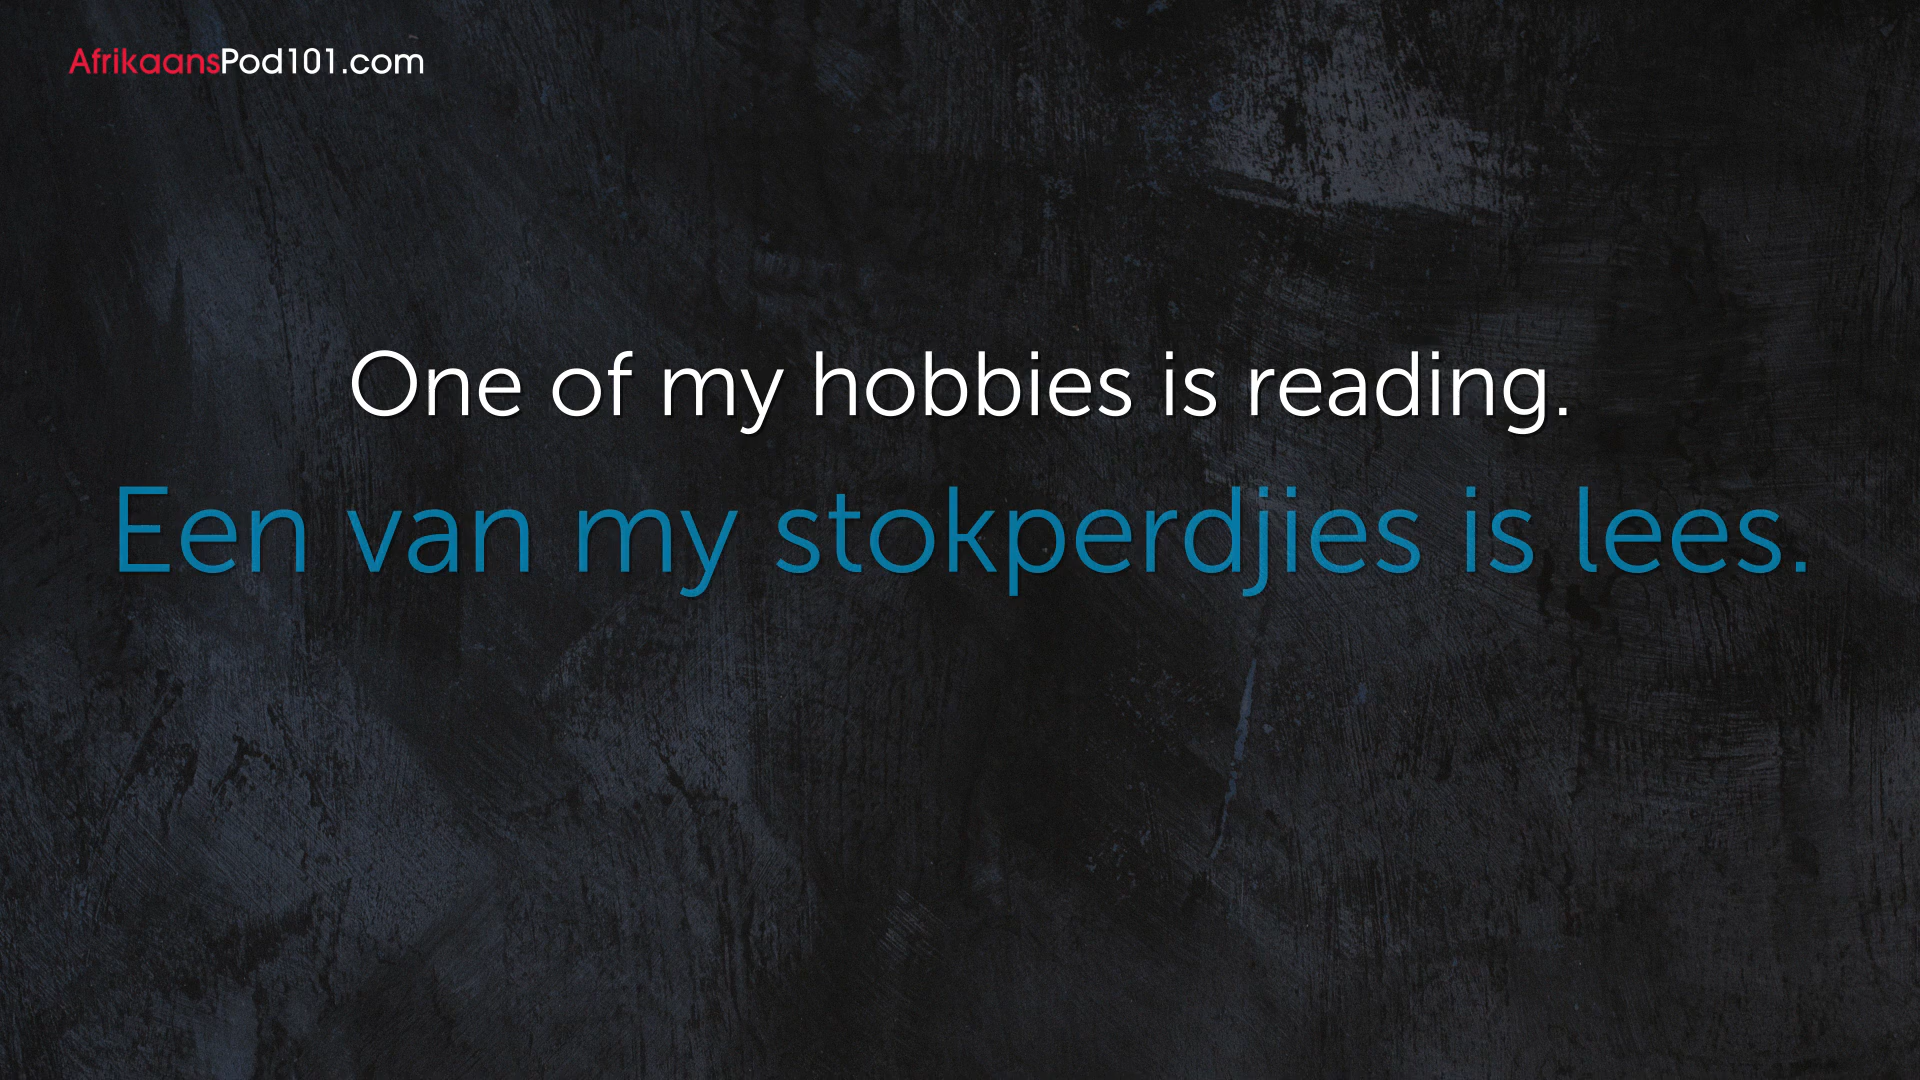 AfrikaansPod101.com
One of my hobbies is reading.
Een van my stokperdjies is lees.